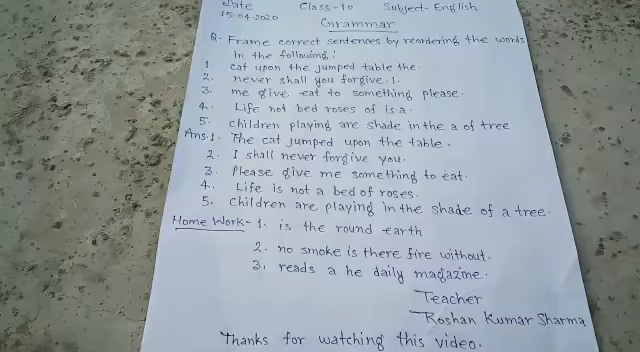 Date Class-10 Subject- English
15.04.2020
Grammar
Q. Frame correct sentences by reordering the words
in the following:
1. cat upon the jumped table the.
2. never shall you forgive I.
3. me give eat to something please.
4. Life not bed roses of is a.
5. children playing are shade in the a of tree
Ans:1. The cat jumped upon the table.
2. I shall never forgive you.
3. Please give me something to eat.
4. Life is not a bed of roses.
5. Children are playing in the shade of a tree.
Home Work- 1. is the round earth
2. no smoke is there fire without.
3. reads a he daily magazine.
Teacher
Roshan Kumar Sharma
Thanks for watching this video.